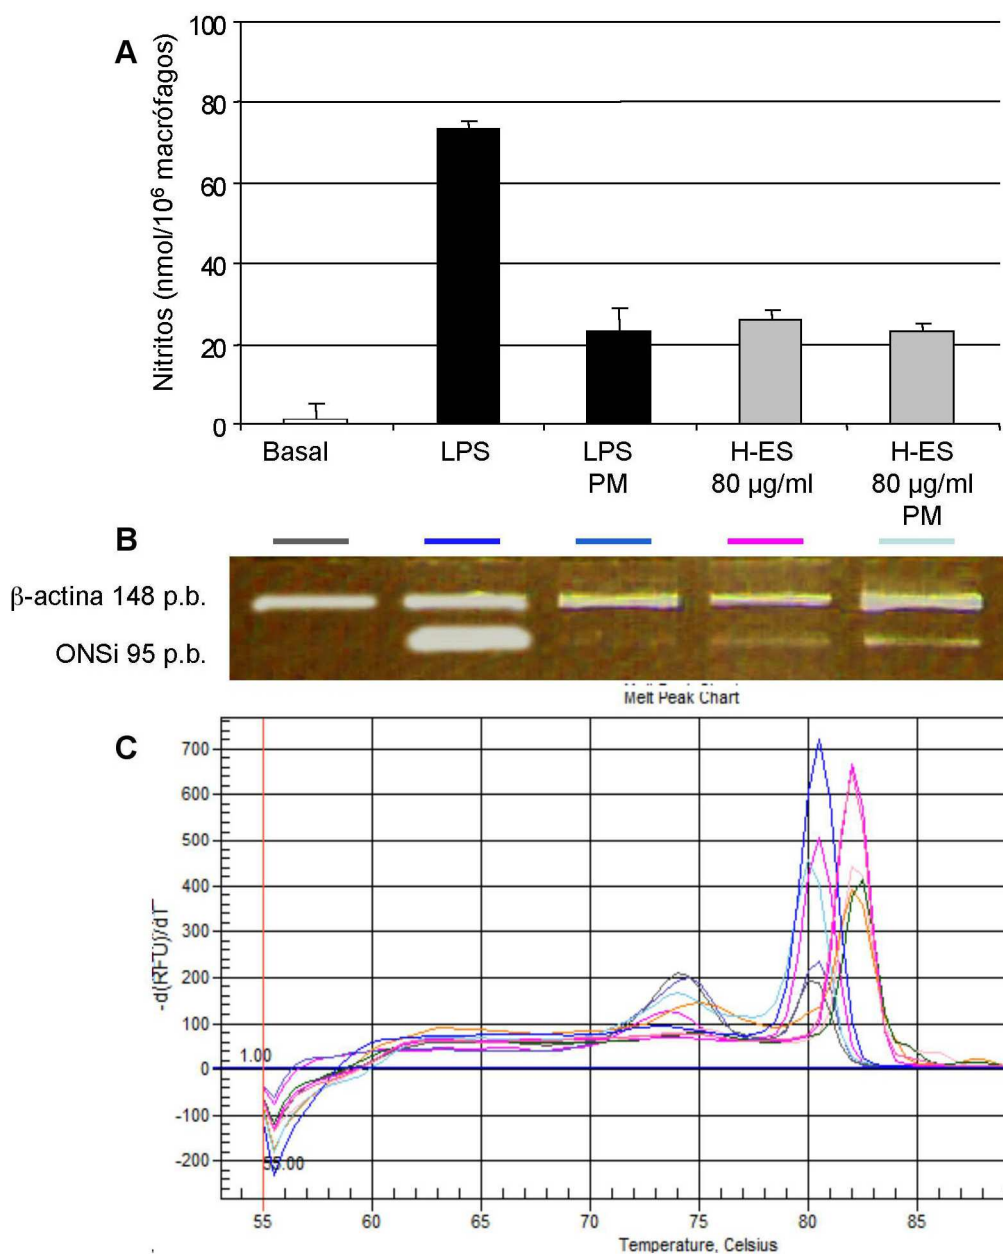 A
Nitritos (nmol/10⁶ macrófagos)
100
80
60
40
20
0
Basal
LPS
LPS
PM
H-ES
80 µg/ml
H-ES
80 µg/ml
PM
B
β-actina 148 p.b.
ONSi 95 p.b.
Melt Peak Chart
C
-d(RFU)/dT
700
600
500
400
300
200
100
0
-100
-200
1.00
55.00
55
60
65
70
75
80
85
Temperature, Celsius